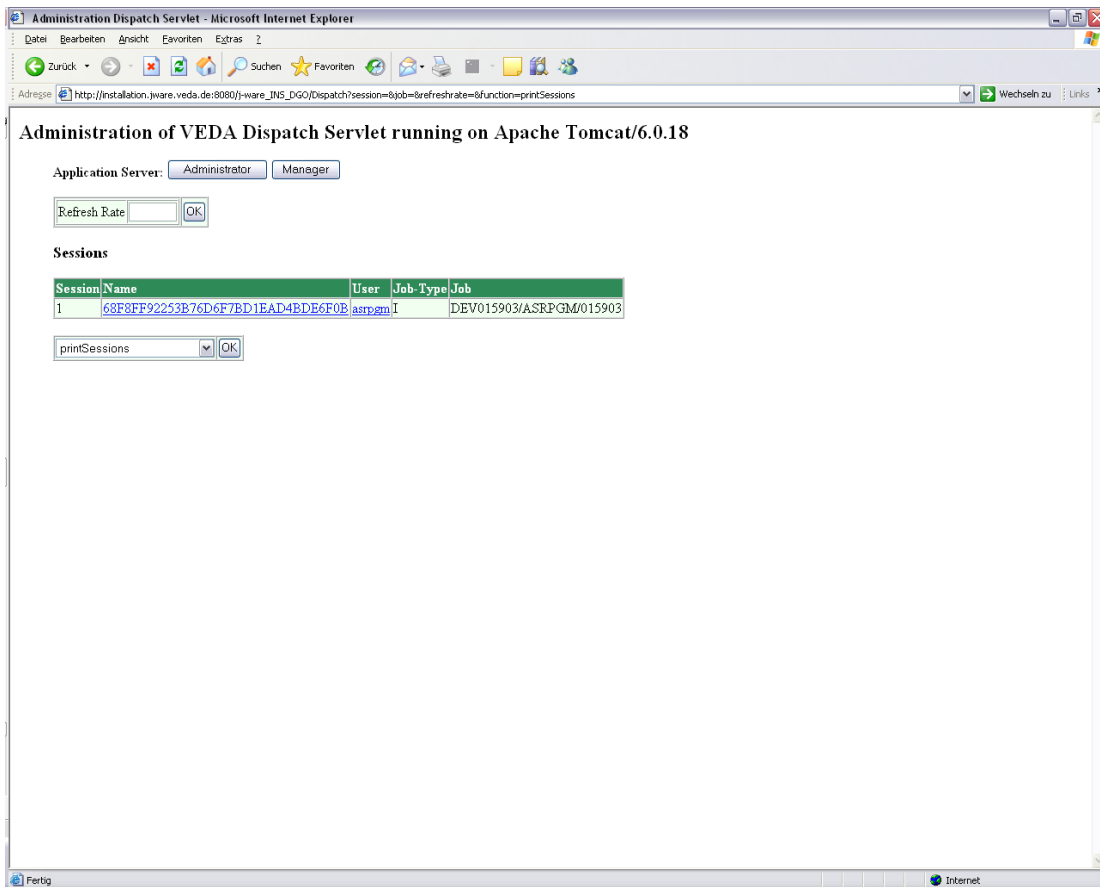 Administration Dispatch Servlet - Microsoft Internet Explorer
Datei Bearbeiten Ansicht Favoriten Extras ?
Zurück Suchen Favoriten
Adresse http://installation.jware.veda.de:8080/j-ware_INS_DGO/Dispatch?session=&job=&refreshrate=&function=printSessions Wechseln zu Links »
Administration of VEDA Dispatch Servlet running on Apache Tomcat/6.0.18
Application Server: Administrator Manager
Refresh Rate OK
Sessions
Session Name User Job-Type Job
1 68F8FF92253B76D6F7BD1EAD4BDE6F0B asrpgm I DEV015903/ASRPGM/015903
printSessions OK
Fertig Internet